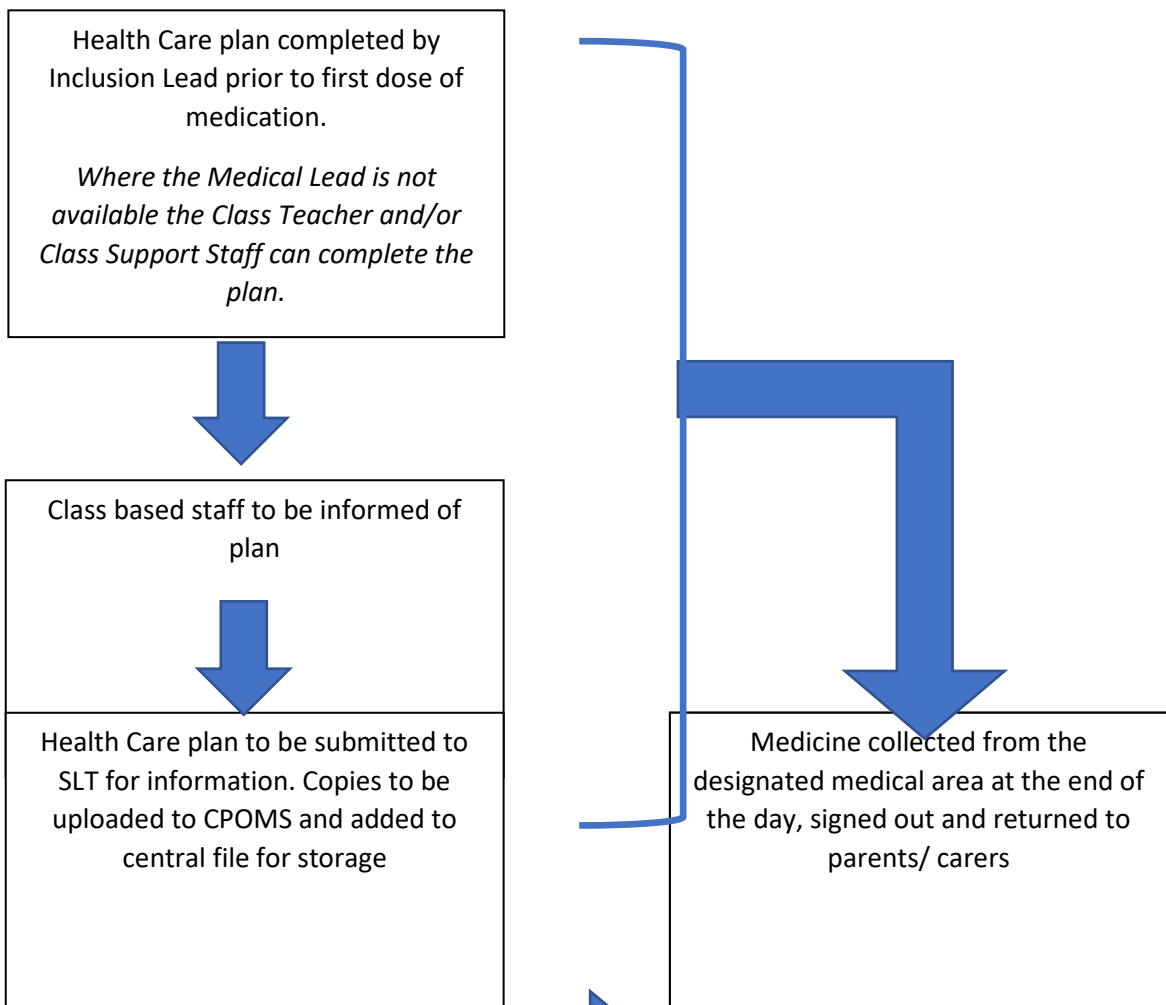 Health Care plan completed by
Inclusion Lead prior to first dose of
medication.
Where the Medical Lead is not
available the Class Teacher and/or
Class Support Staff can complete the
plan.
Class based staff to be informed of
plan
Health Care plan to be submitted to
SLT for information. Copies to be
uploaded to CPOMS and added to
central file for storage
Medicine collected from the
designated medical area at the end of
the day, signed out and returned to
parents/ carers